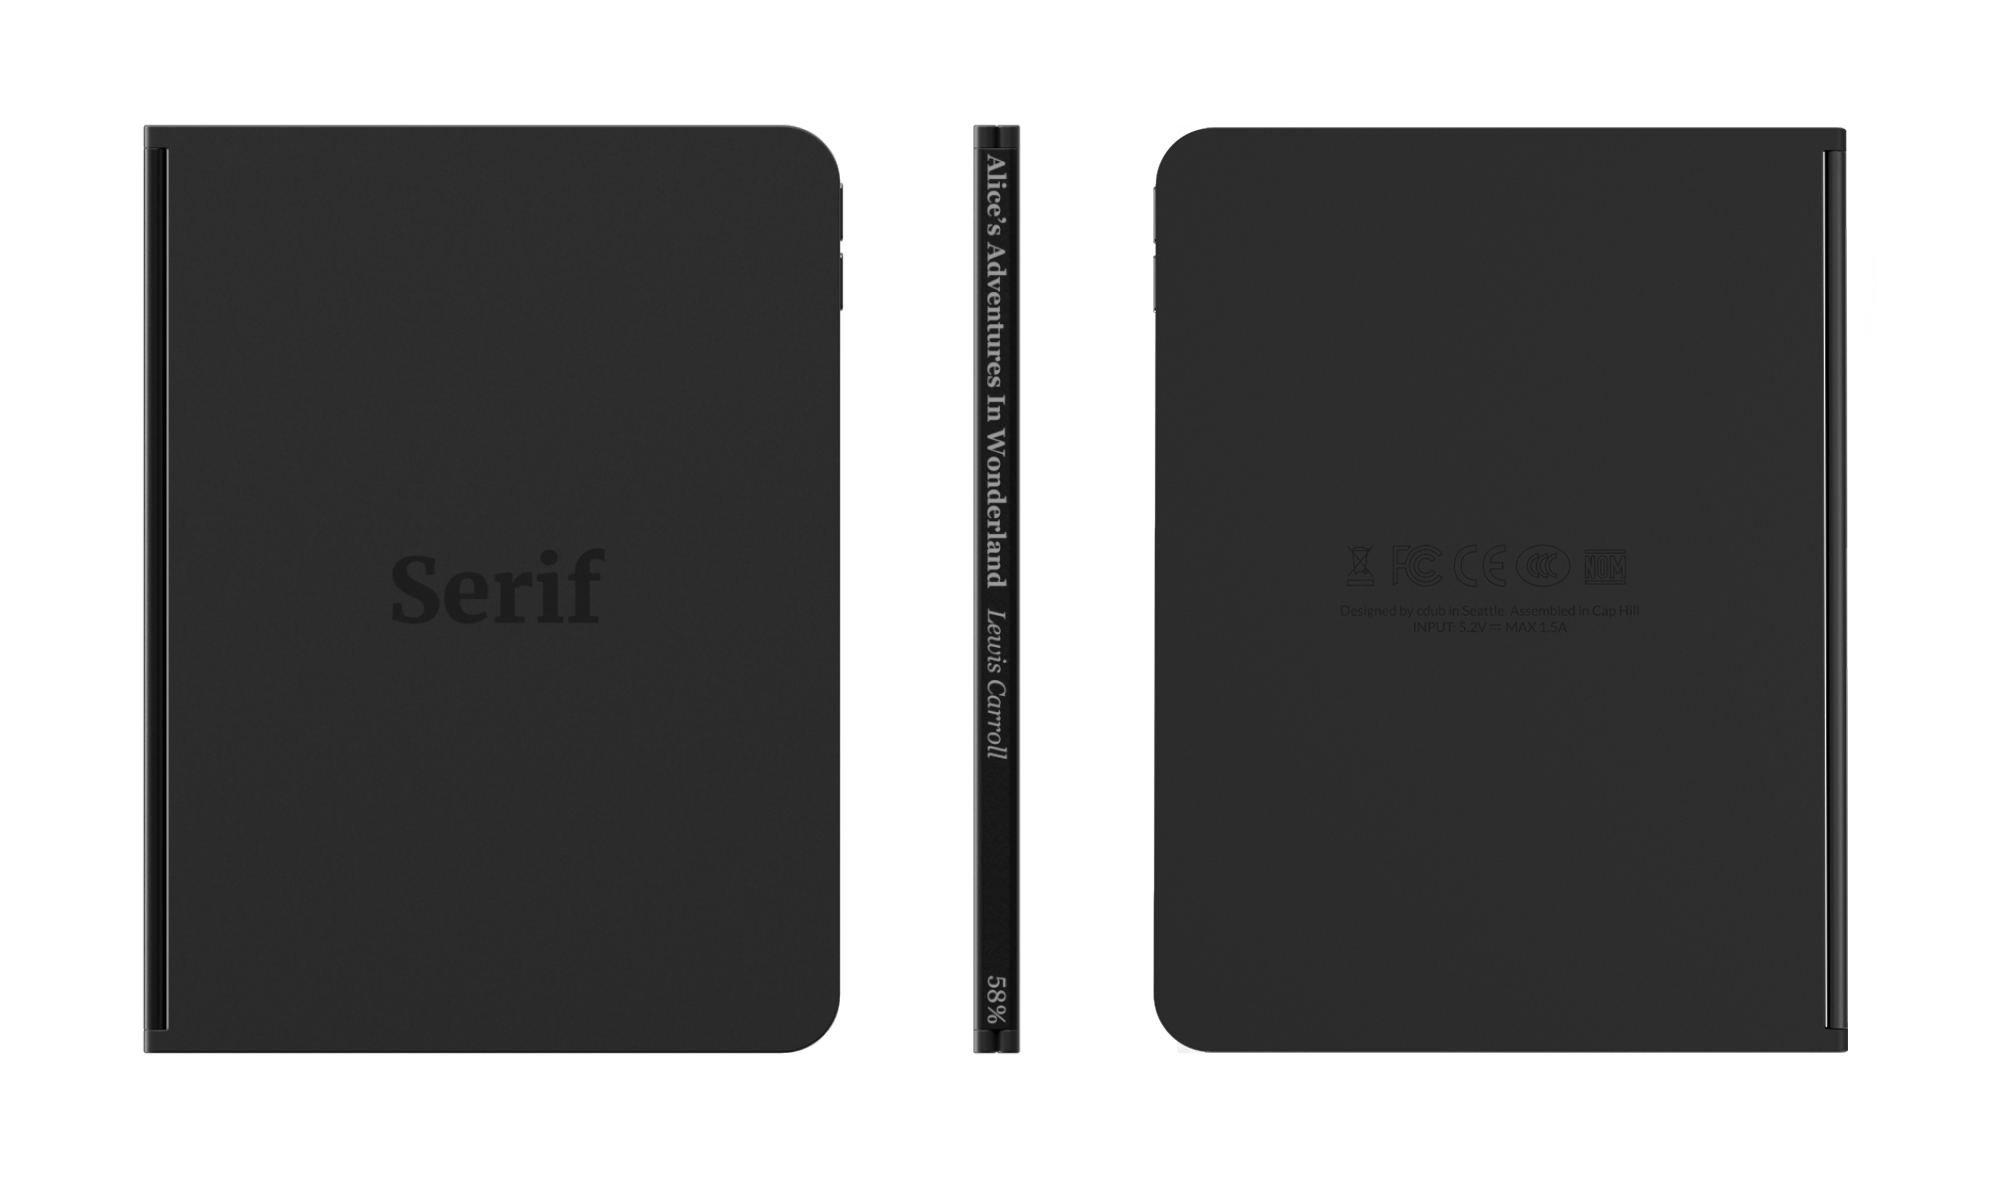 Serif
Alice's Adventures In Wonderland Lewis Carroll 58%
FC CE CCC NOM
Designed by cdub in Seattle Assembled in Cap Hill
INPUT 5.2V ⎓ MAX 1.5A